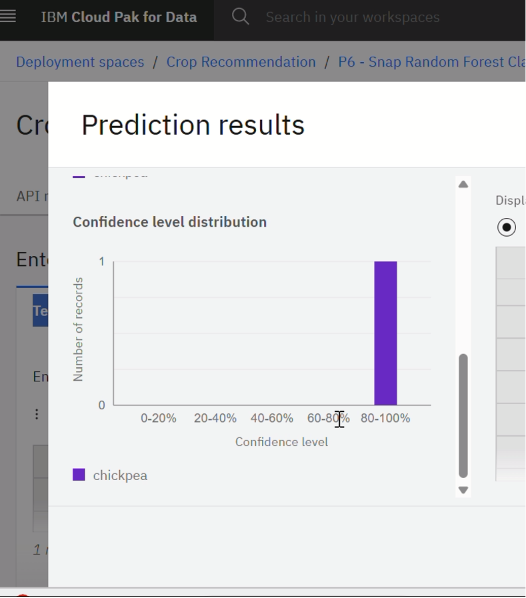 IBM Cloud Pak for Data
Search in your workspaces
Deployment spaces / Crop Recommendation / P6 - Snap Random Forest Cla
Cro
Prediction results
chickpea
API r
Displ
Confidence level distribution
Ente
1
Number of records
0
Te
En
0-20% 20-40% 40-60% 60-80% 80-100%
Confidence level
chickpea
1 r